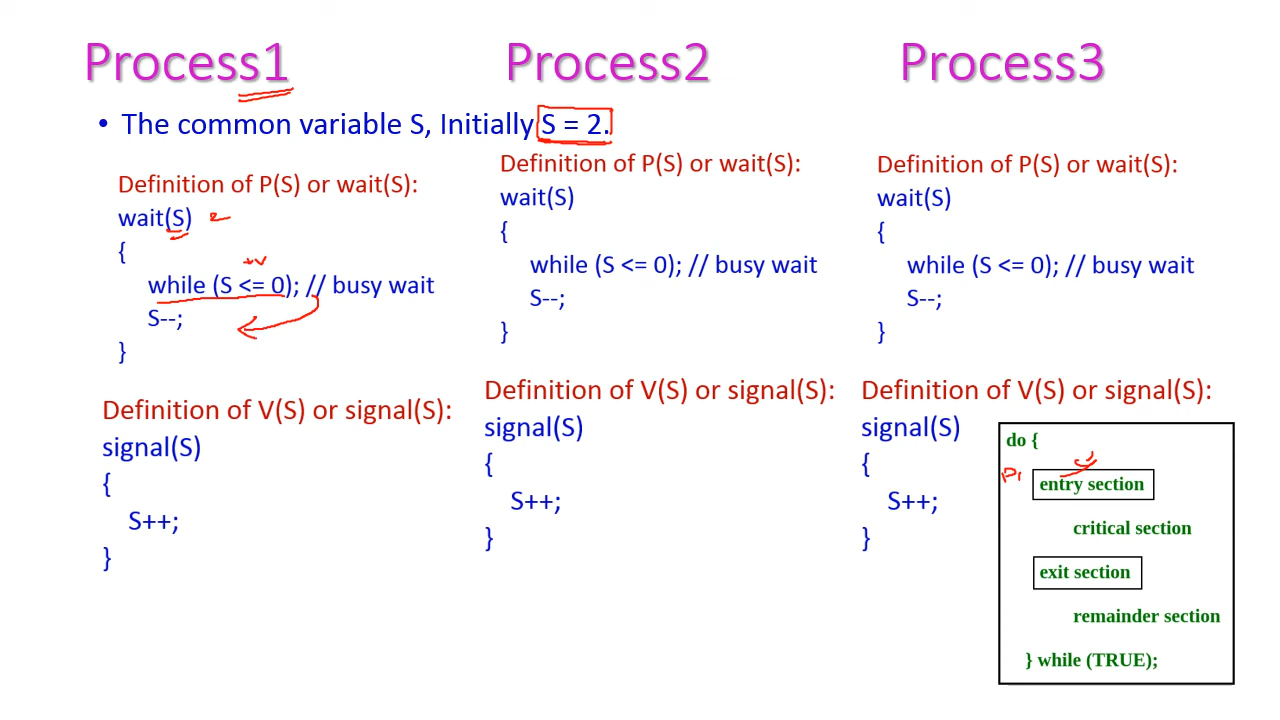 Process1
Process2
Process3
• The common variable S, Initially S = 2.
Definition of P(S) or wait(S):
wait(S)
{
while (S <= 0); // busy wait
S--;
}
Definition of V(S) or signal(S):
signal(S)
{
S++;
}
Definition of P(S) or wait(S):
wait(S)
{
while (S <= 0); // busy wait
S--;
}
Definition of V(S) or signal(S):
signal(S)
{
S++;
}
Definition of P(S) or wait(S):
wait(S)
{
while (S <= 0); // busy wait
S--;
}
Definition of V(S) or signal(S):
signal(S)
{
S++;
}
do {
P1
entry section
critical section
exit section
remainder section
} while (TRUE);